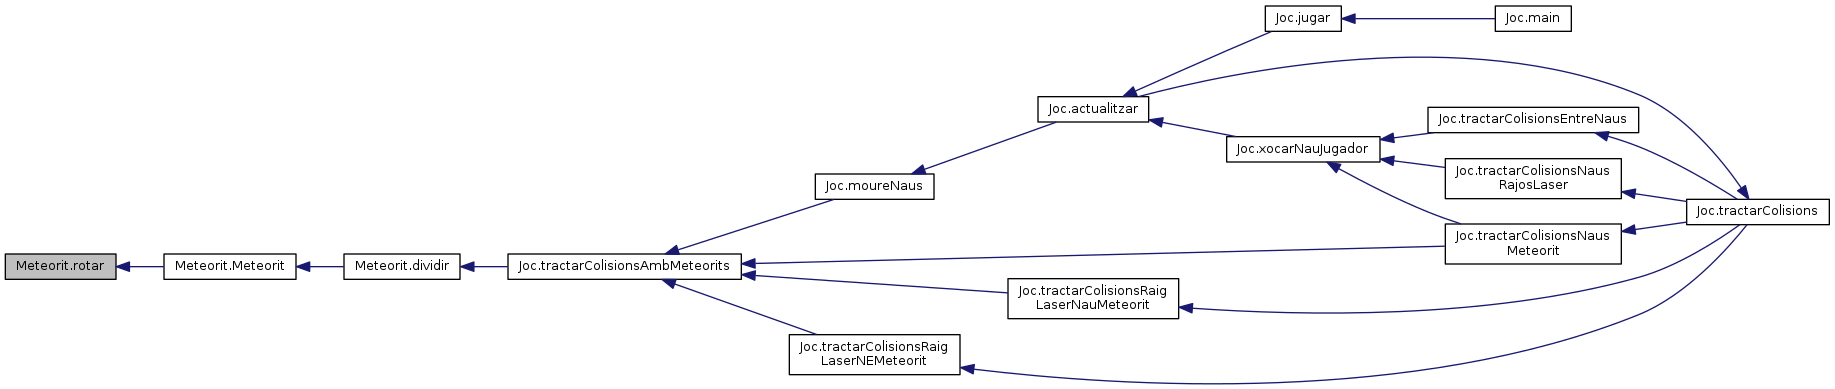 Joc.jugar
Joc.main
Joc.actualitzar
Joc.tractarColisionsEntreNaus
Joc.xocarNauJugador
Joc.tractarColisionsNaus
RajosLaser
Joc.moureNaus
Joc.tractarColisions
Joc.tractarColisionsNaus
Meteorit
Meteorit.rotar
Meteorit.Meteorit
Meteorit.dividir
Joc.tractarColisionsAmbMeteorits
Joc.tractarColisionsRaig
LaserNauMeteorit
Joc.tractarColisionsRaig
LaserNEMeteorit